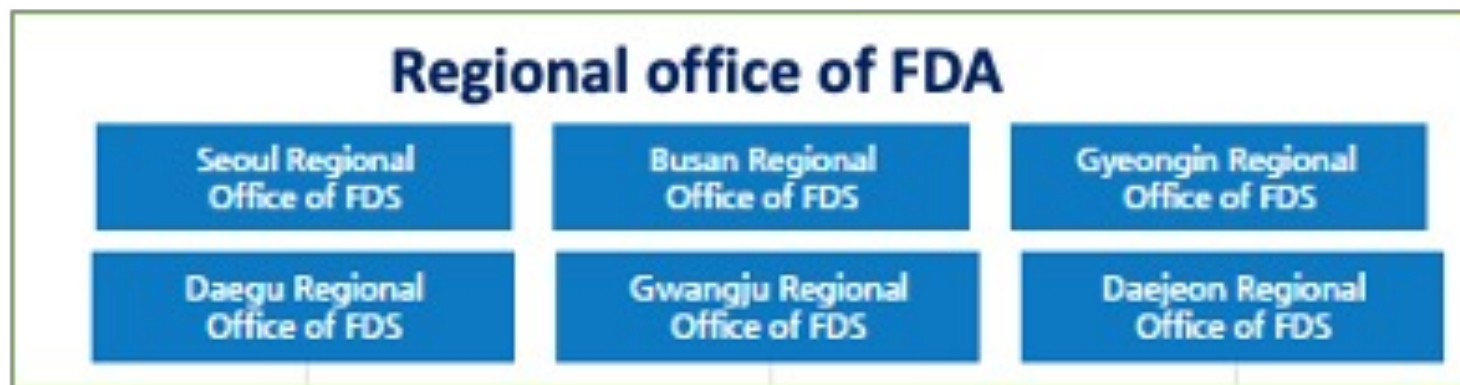 Regional office of FDA
Seoul Regional
Office of FDS
Busan Regional
Office of FDS
Gyeongin Regional
Office of FDS
Daegu Regional
Office of FDS
Gwangju Regional
Office of FDS
Daejeon Regional
Office of FDS